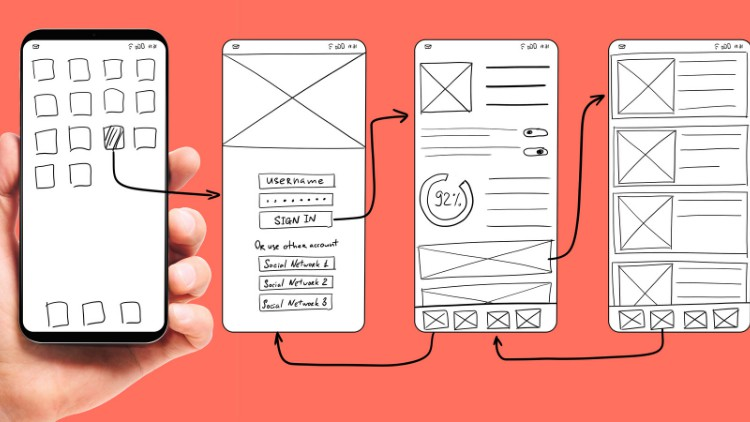 USERNAME
SIGN IN
Or use other account
Social Network 1
Social Network 2
Social Network 3
92%